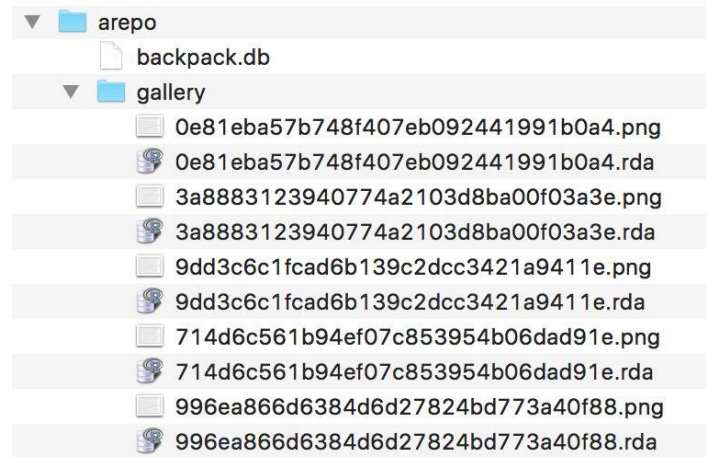 arepo
backpack.db
gallery
0e81eba57b748f407eb092441991b0a4.png
0e81eba57b748f407eb092441991b0a4.rda
3a8883123940774a2103d8ba00f03a3e.png
3a8883123940774a2103d8ba00f03a3e.rda
9dd3c6c1fcad6b139c2dcc3421a9411e.png
9dd3c6c1fcad6b139c2dcc3421a9411e.rda
714d6c561b94ef07c853954b06dad91e.png
714d6c561b94ef07c853954b06dad91e.rda
996ea866d6384d6d27824bd773a40f88.png
996ea866d6384d6d27824bd773a40f88.rda